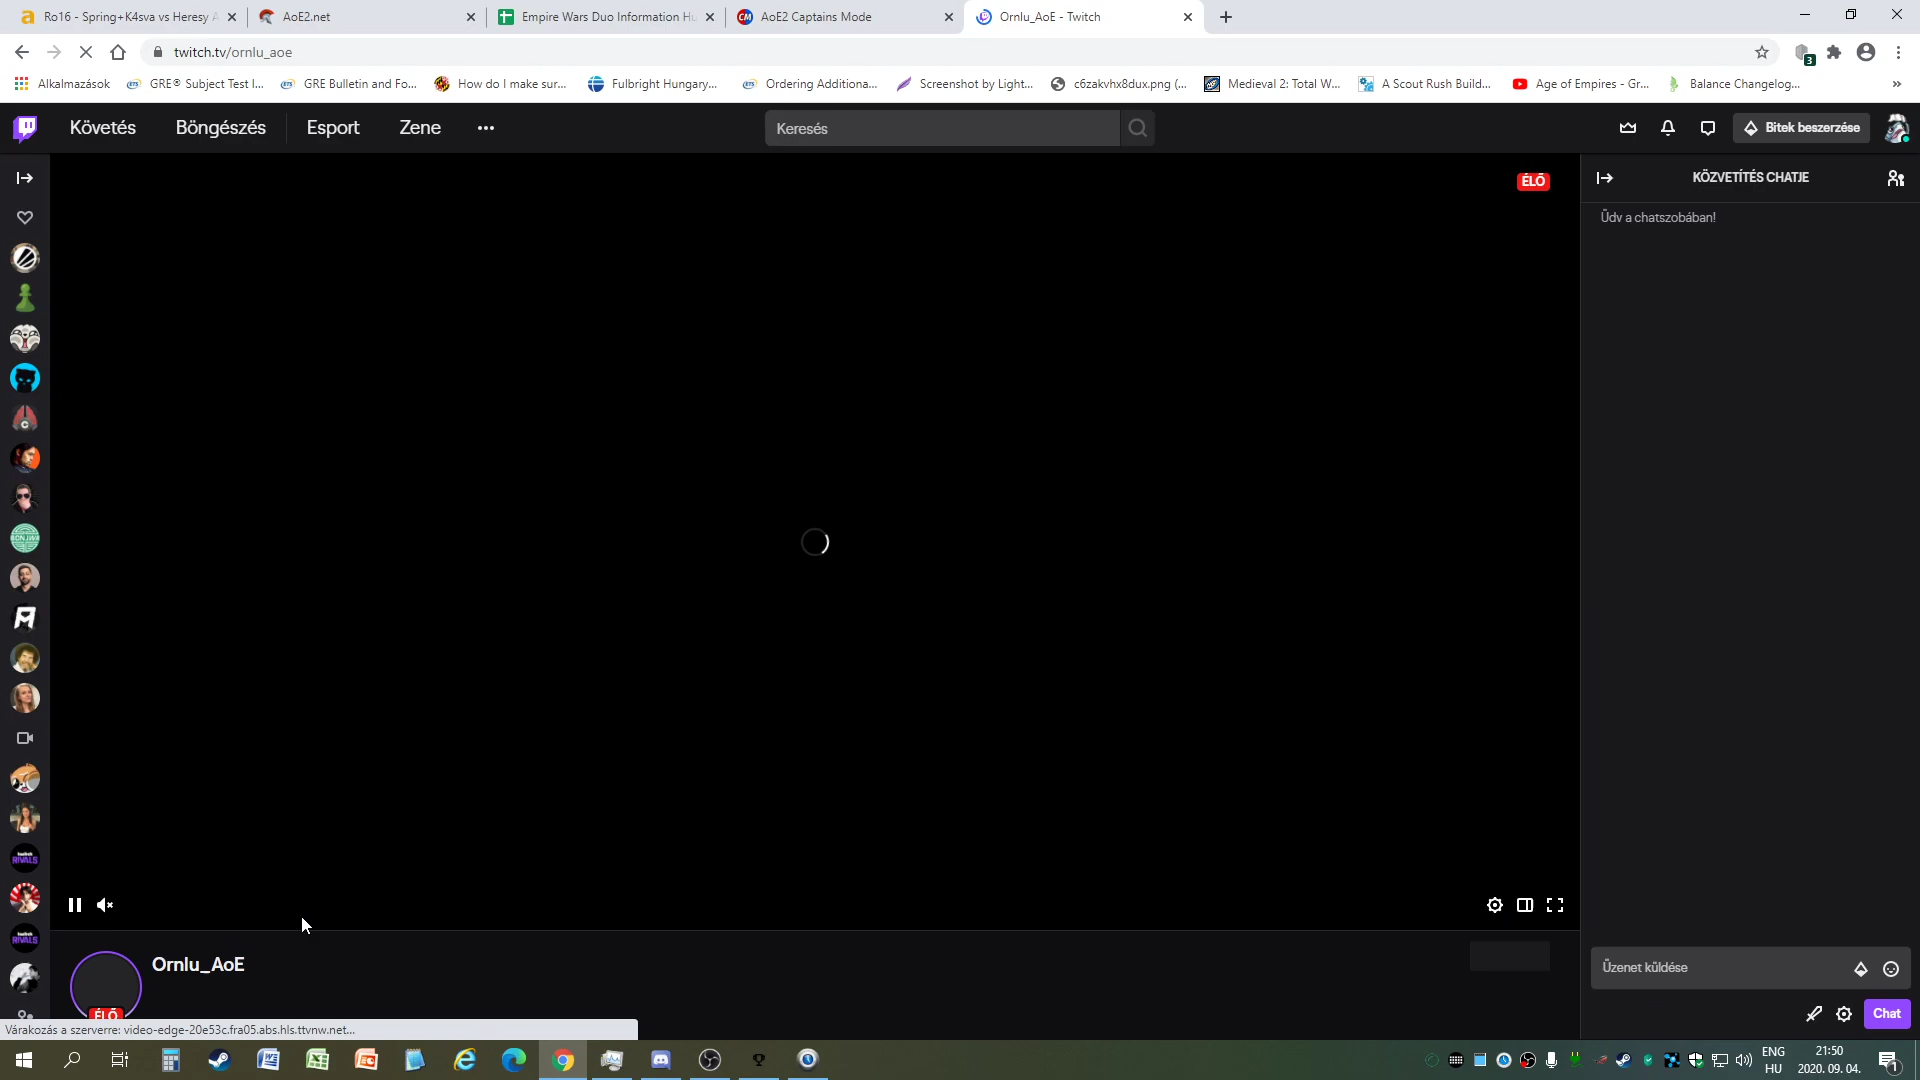 Ro16 - Spring+K4sva vs Heresy
AoE2.net
Empire Wars Duo Information Hu
AoE2 Captains Mode
Ornlu_AoE - Twitch
twitch.tv/ornlu_aoe
3
Alkalmazások
GRE® Subject Test I...
GRE Bulletin and Fo...
How do I make sur...
Fulbright Hungary...
Ordering Additiona...
Screenshot by Light...
c6zakvhx8dux.png (...
Medieval 2: Total W...
A Scout Rush Build...
Age of Empires - Gr...
Balance Changelog...
Követés
Böngészés
Esport
Zene
Keresés
Bitek beszerzése
ÉLŐ
KÖZVETÍTÉS CHATJE
Üdv a chatszobában!
RIVALS
RIVALS
Ornlu_AoE
ÉLŐ
Üzenet küldése
Chat
Várakozás a szerverre: video-edge-20e53c.fra05.abs.hls.ttvnw.net...
ENG
HU
21:50
2020. 09. 04.
1